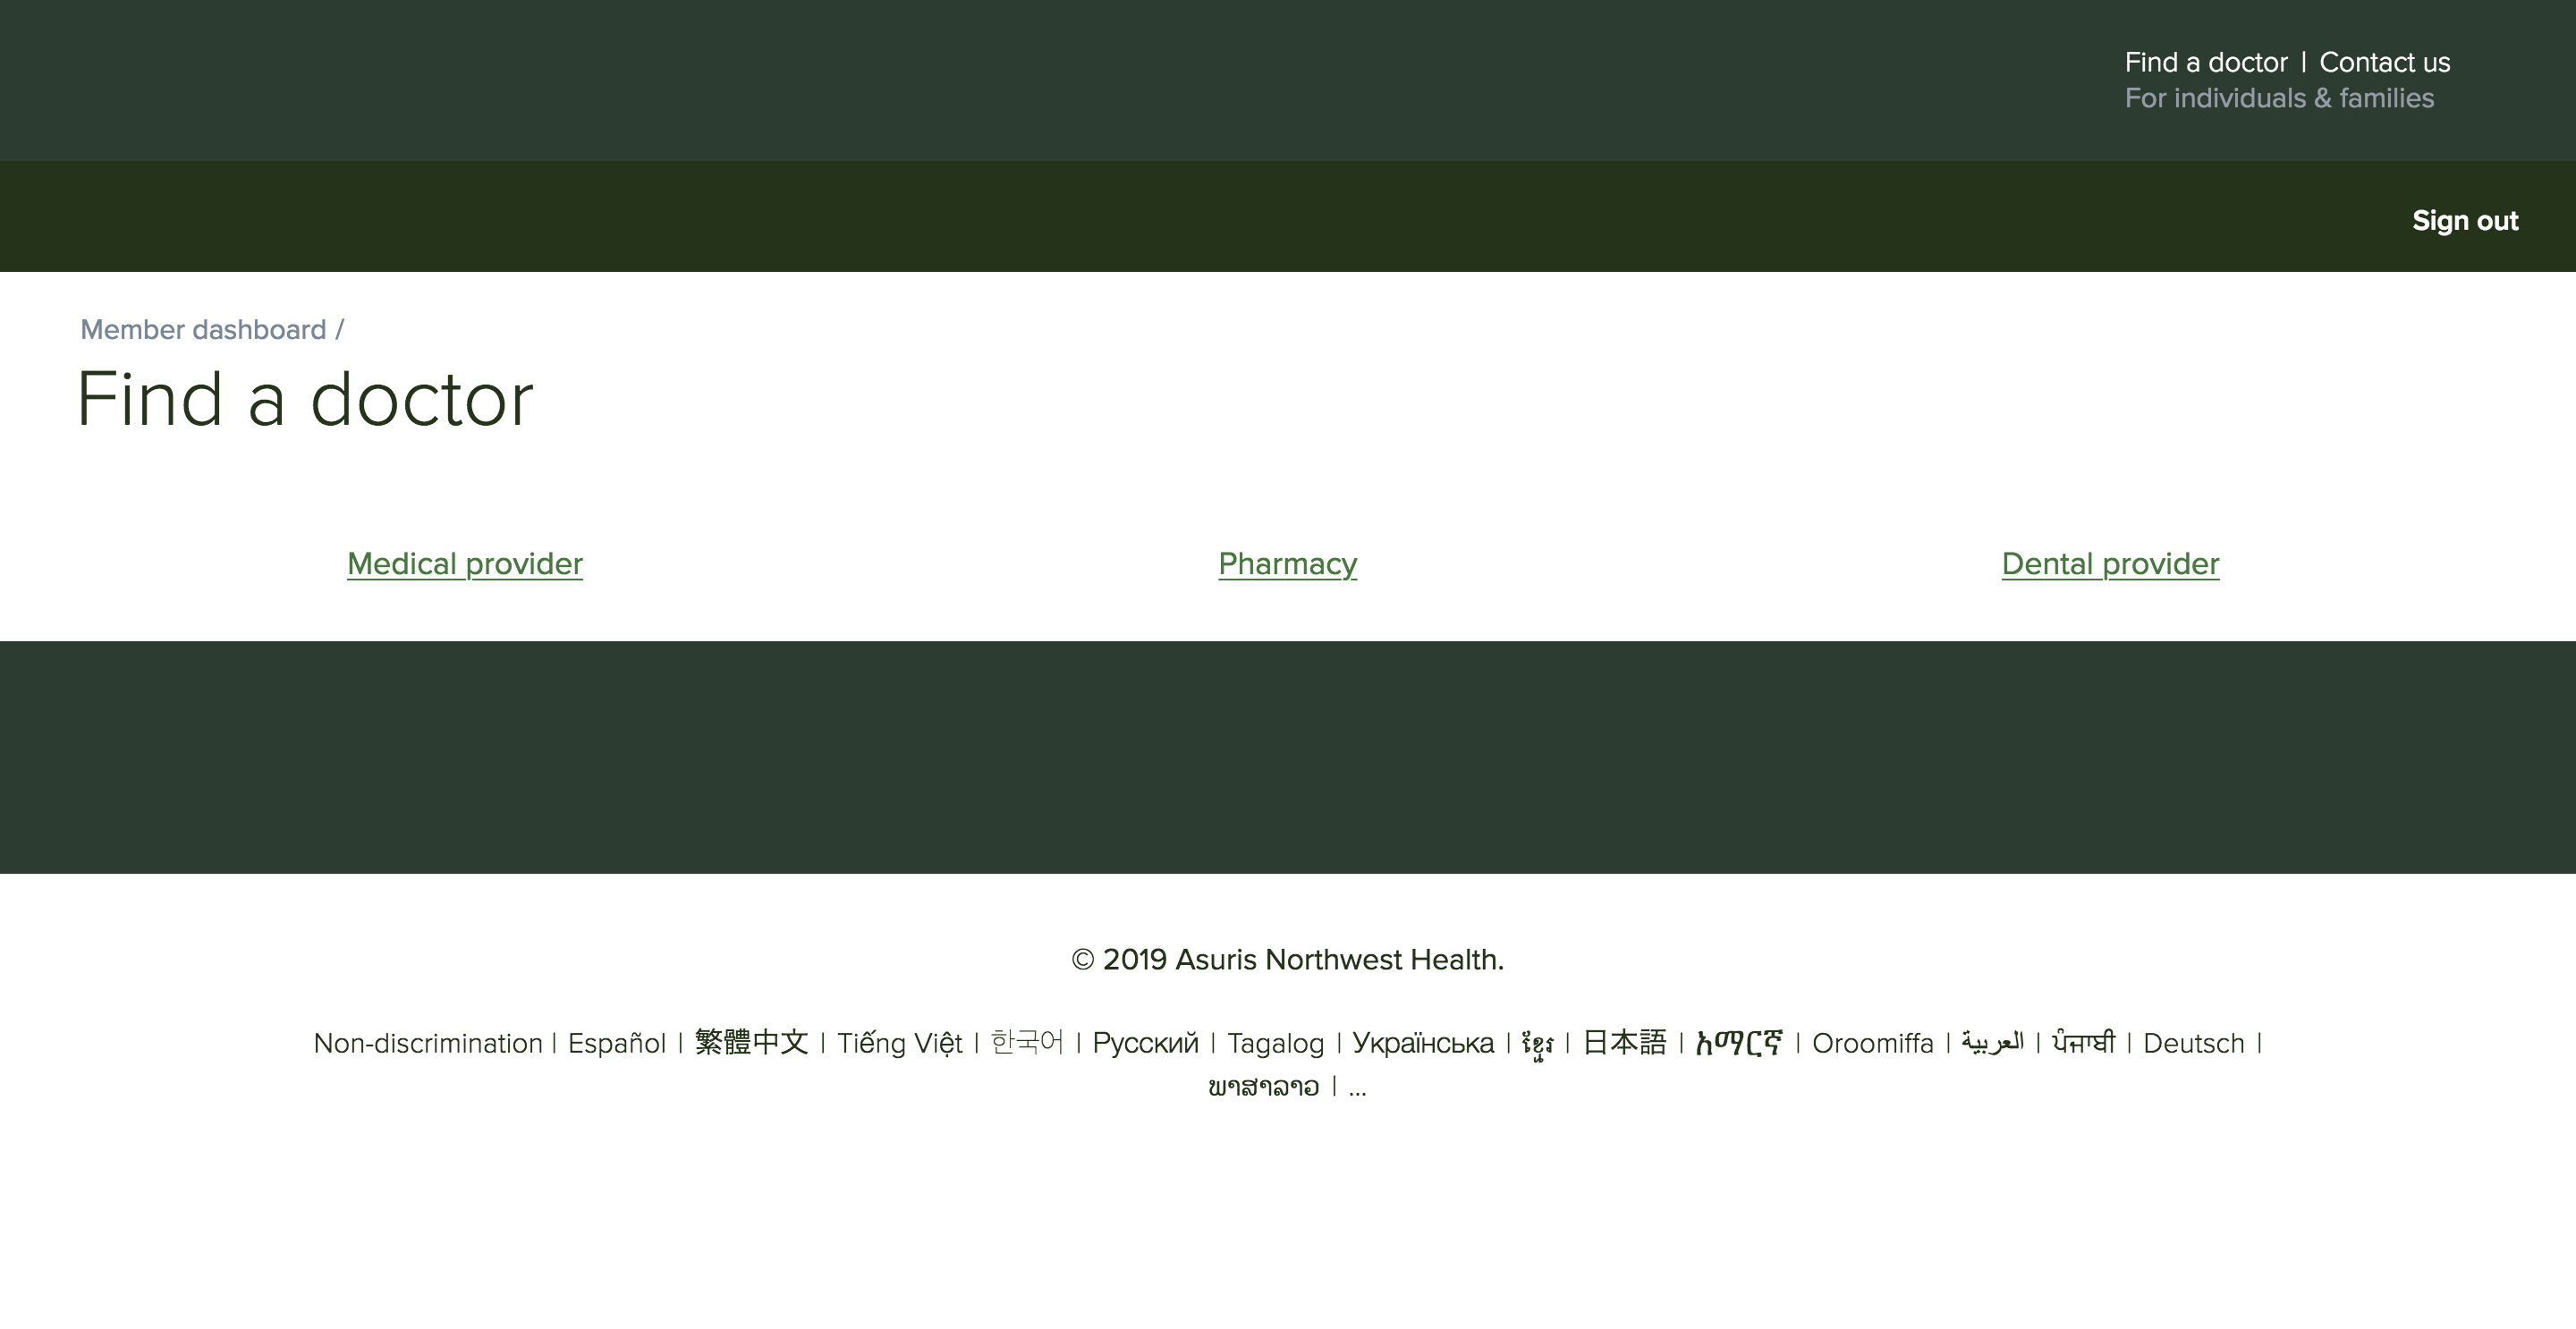 Find a doctor | Contact us
For individuals & families
Sign out
Member dashboard /
Find a doctor
Medical provider
Pharmacy
Dental provider
© 2019 Asuris Northwest Health.
Non-discrimination | Español | 繁體中文 | Tiếng Việt | 한국어 | Русский | Tagalog | Українська | ខ្មែរ | 日本語 | አማርኛ | Oroomiffa | العربية | ਪੰਜਾਬੀ | Deutsch |
ພາສາລາວ | ...